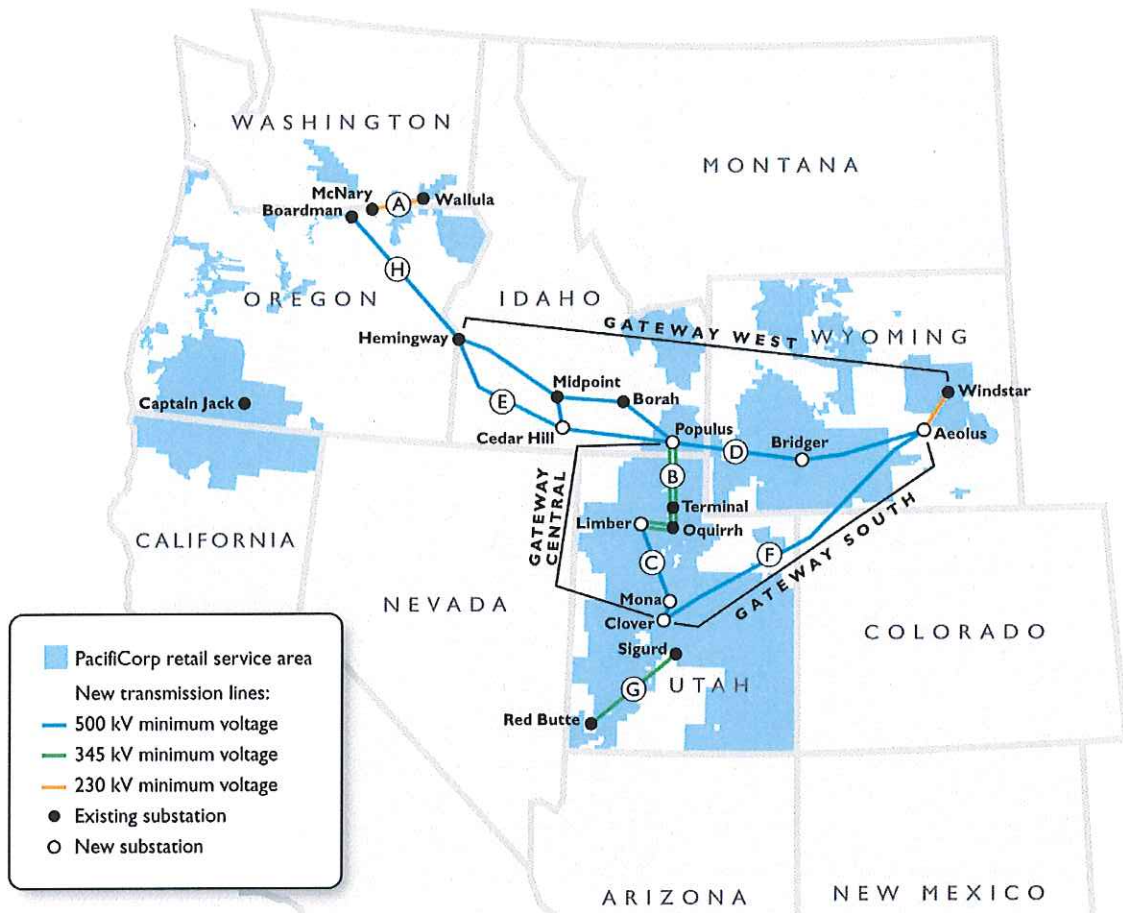 WASHINGTON
MONTANA
McNary
A
Wallula
Boardman
H
OREGON
IDAHO
GATEWAY WEST
WYOMING
Hemingway
Midpoint
Borah
Windstar
E
Captain Jack
Cedar Hill
Populus
D
Bridger
Aeolus
B
GATEWAY CENTRAL
Terminal
Limber
Oquirrh
CALIFORNIA
C
F
GATEWAY SOUTH
NEVADA
Mona
Clover
COLORADO
Sigurd
G
UTAH
Red Butte
PacifiCorp retail service area
New transmission lines:
500 kV minimum voltage
345 kV minimum voltage
230 kV minimum voltage
Existing substation
New substation
ARIZONA
NEW MEXICO